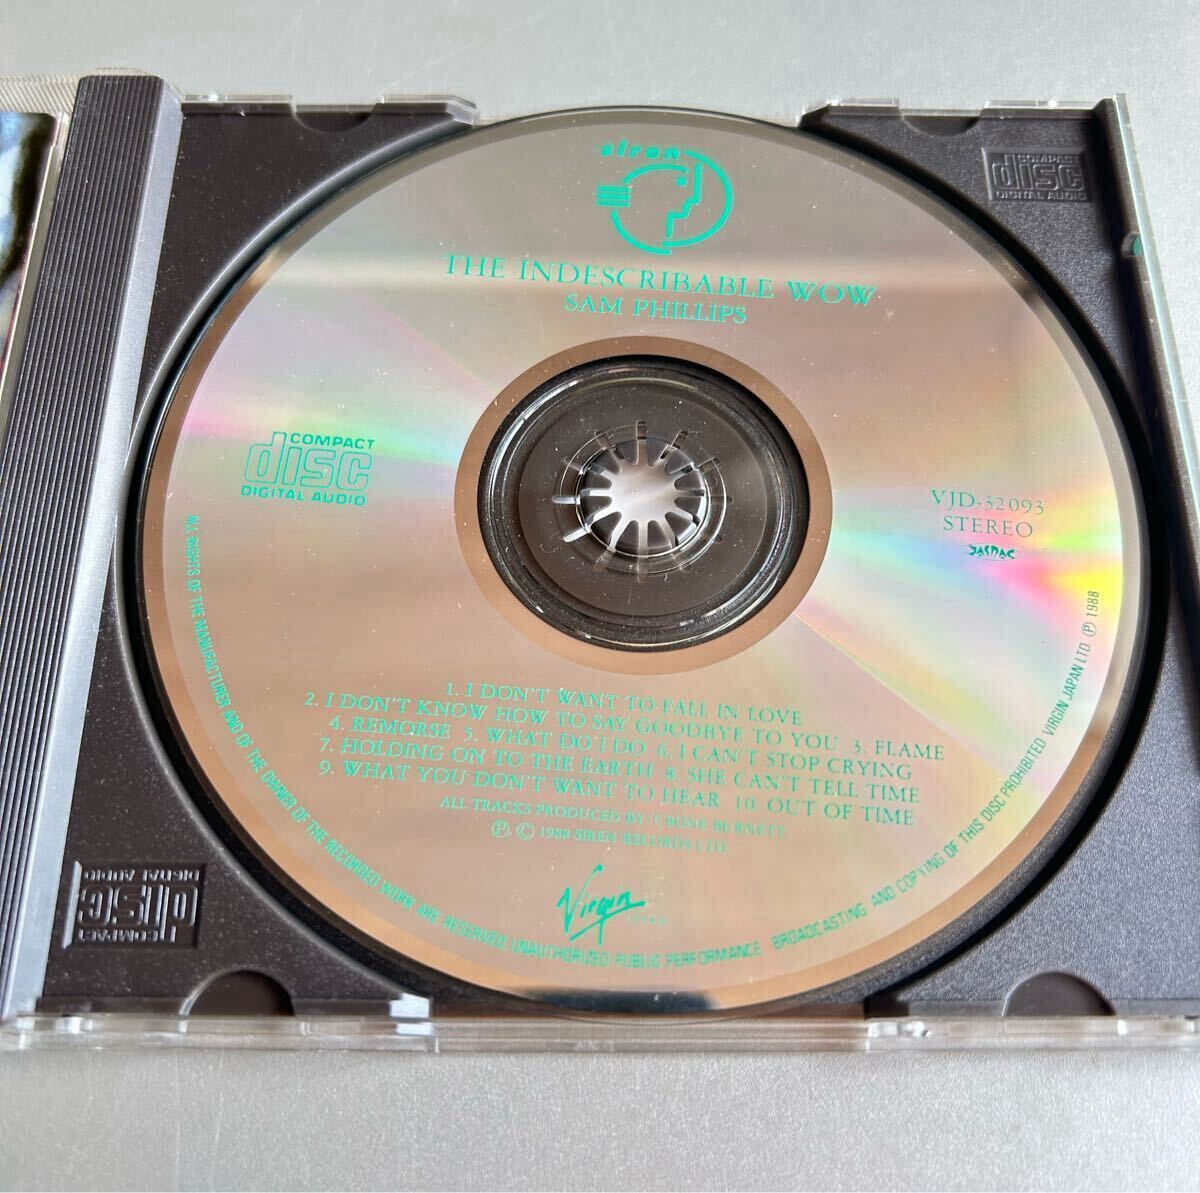 siren
THE INDESCRIBABLE WOW
SAM PHILLIPS
COMPACT
disc
DIGITAL AUDIO
COMPACT
disc
DIGITAL AUDIO
VJD-32093
STEREO
JASRAC
1. I DON'T WANT TO FALL IN LOVE
2. I DON'T KNOW HOW TO SAY GOODBYE TO YOU 3. FLAME
4. REMORSE 5. WHAT DO I DO 6. I CAN'T STOP CRYING
7. HOLDING ON TO THE EARTH 8. SHE CAN'T TELL TIME
9. WHAT YOU DON'T WANT TO HEAR 10. OUT OF TIME
ALL TRACKS PRODUCED BY T BONE BURNETT
Ⓟ, © 1988 SIREN RECORDS LTD.
Virgin
ALL RIGHTS OF THE MANUFACTURER AND OF THE OWNER OF THE RECORDED WORK ARE RESERVED. UNAUTHORIZED PUBLIC PERFORMANCE BROADCASTING AND COPYING OF THIS DISC PROHIBITED VIRGIN JAPAN LTD Ⓟ 1988
COMPACT
disc
DIGITAL AUDIO